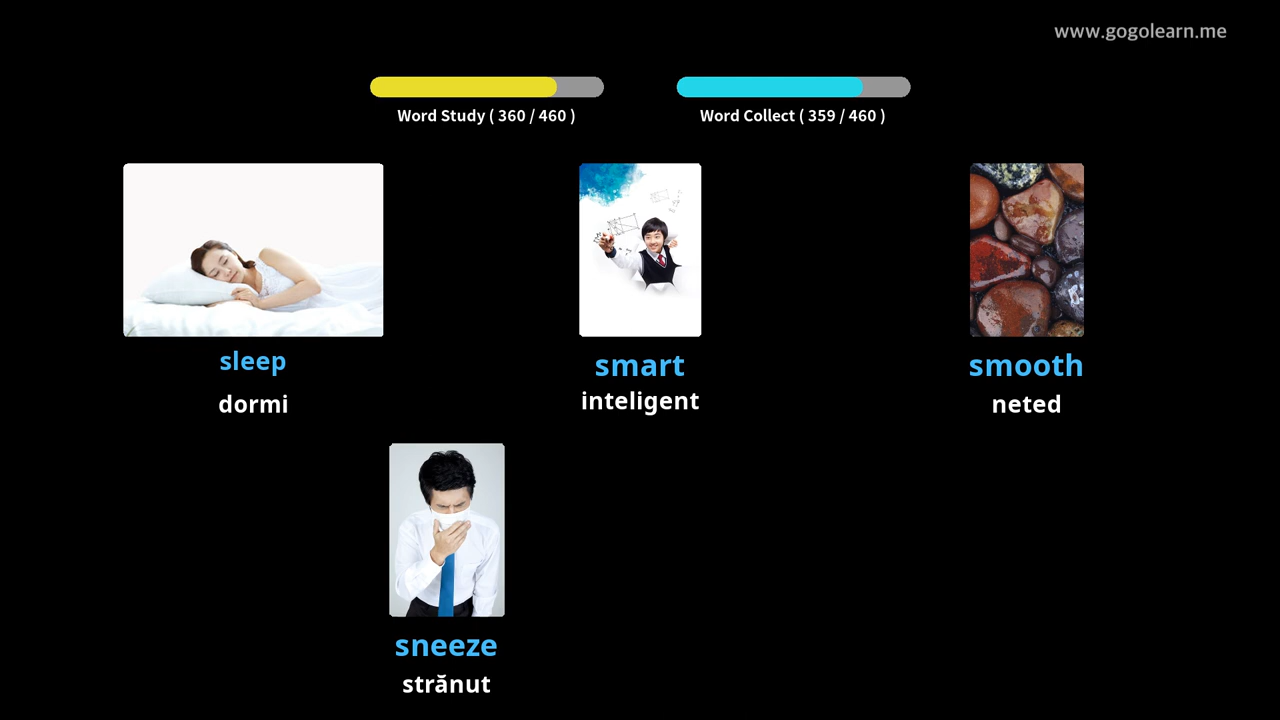 www.gogolearn.me
Word Study ( 360 / 460 )
Word Collect ( 359 / 460 )
sleep
dormi
smart
inteligent
smooth
neted
sneeze
strănut